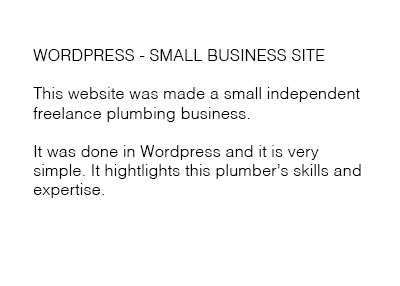 WORDPRESS - SMALL BUSINESS SITE
This website was made a small independent
freelance plumbing business.
It was done in Wordpress and it is very
simple. It hightlights this plumber's skills and
expertise.